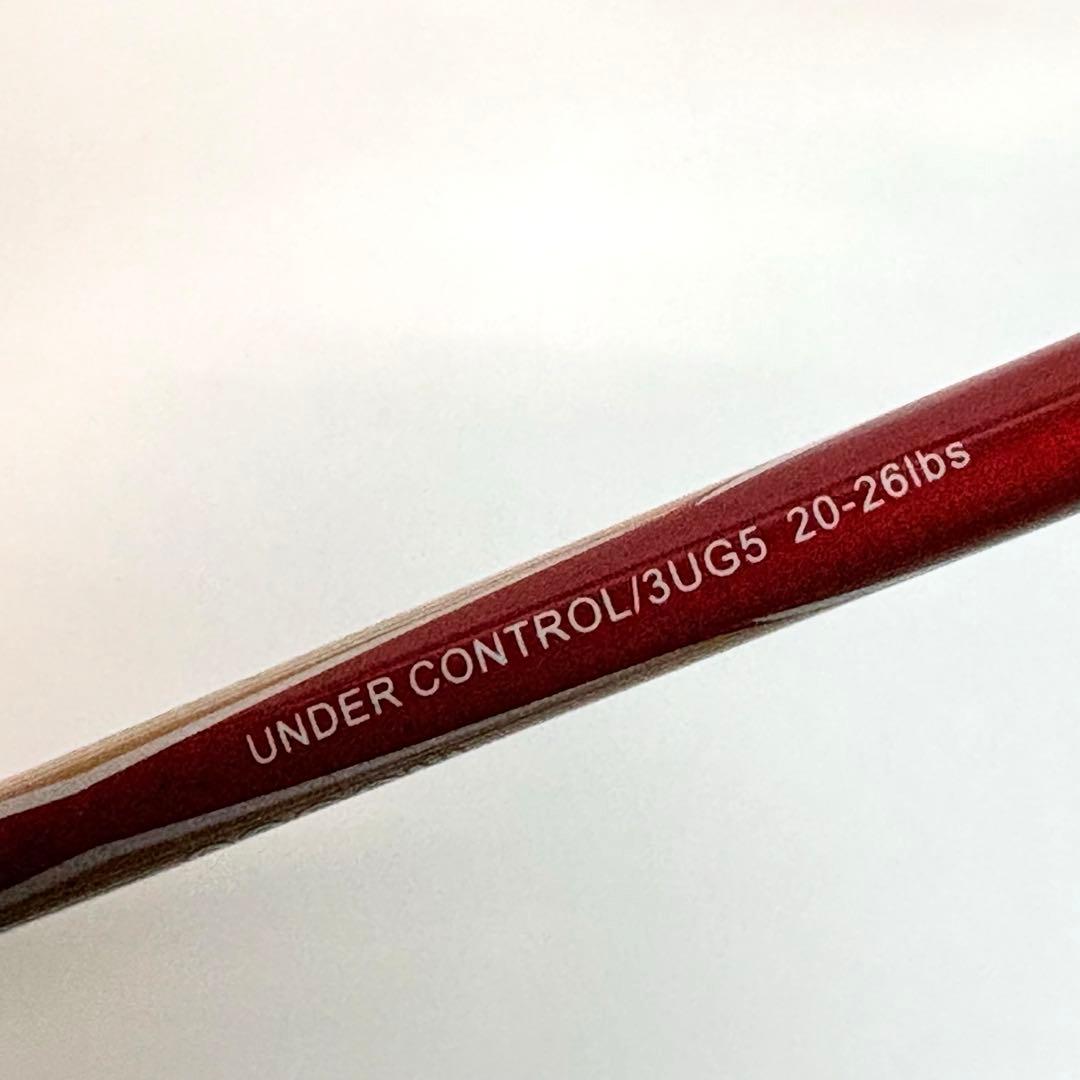 UNDER CONTROL/3UG5 20-26lbs